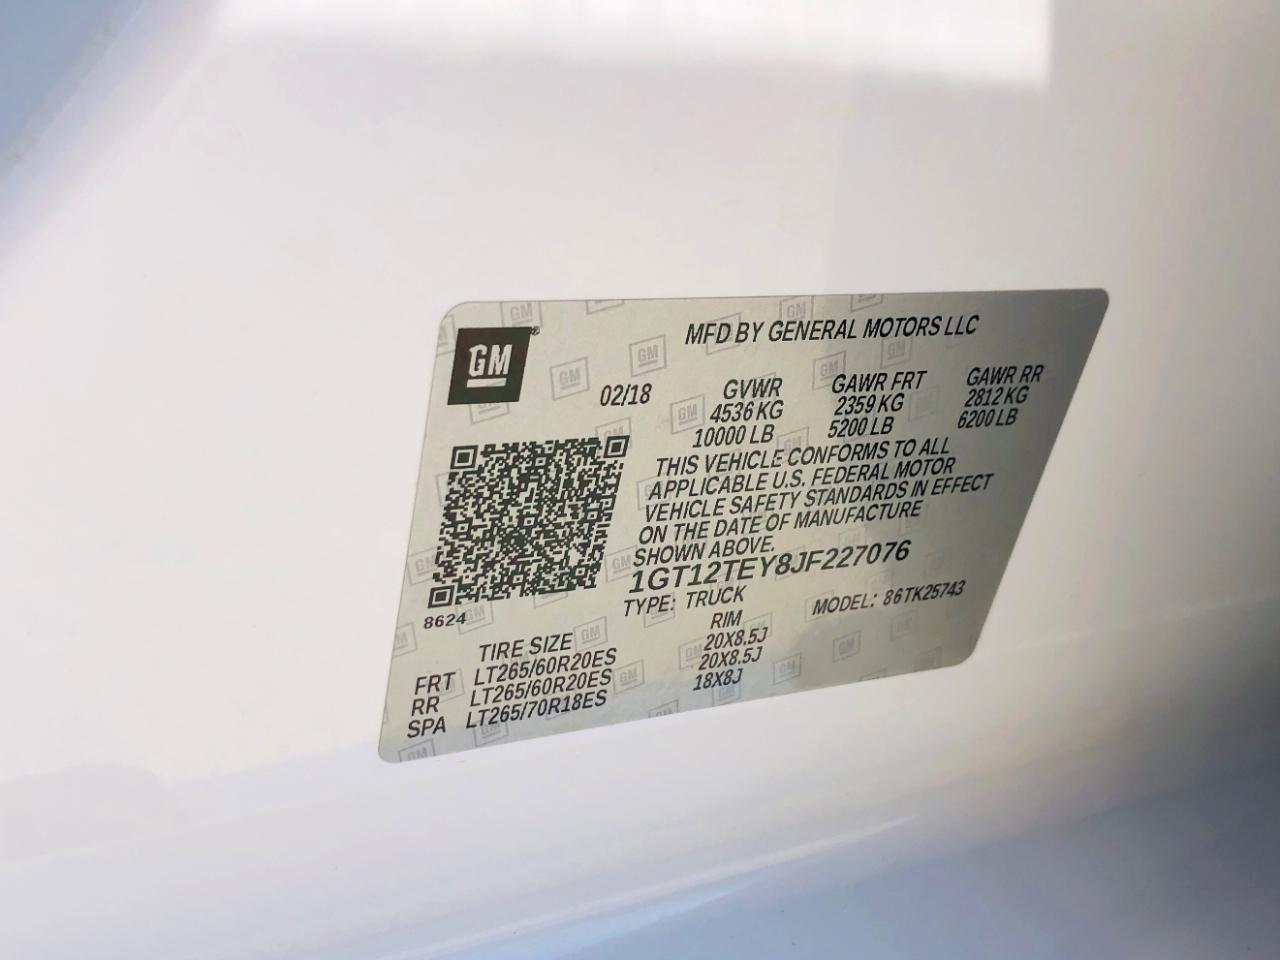 GM®
MFD BY GENERAL MOTORS LLC
02/18 GVWR GAWR FRT GAWR RR
4536 KG 2359 KG 2812 KG
10000 LB 5200 LB 6200 LB
THIS VEHICLE CONFORMS TO ALL
APPLICABLE U.S. FEDERAL MOTOR
VEHICLE SAFETY STANDARDS IN EFFECT
ON THE DATE OF MANUFACTURE
SHOWN ABOVE.
1GT12TEY8JF227076
TYPE: TRUCK MODEL: 86TK25743
8624
TIRE SIZE RIM
FRT LT265/60R20ES 20X8.5J
RR LT265/60R20ES 20X8.5J
SPA LT265/70R18ES 18X8J